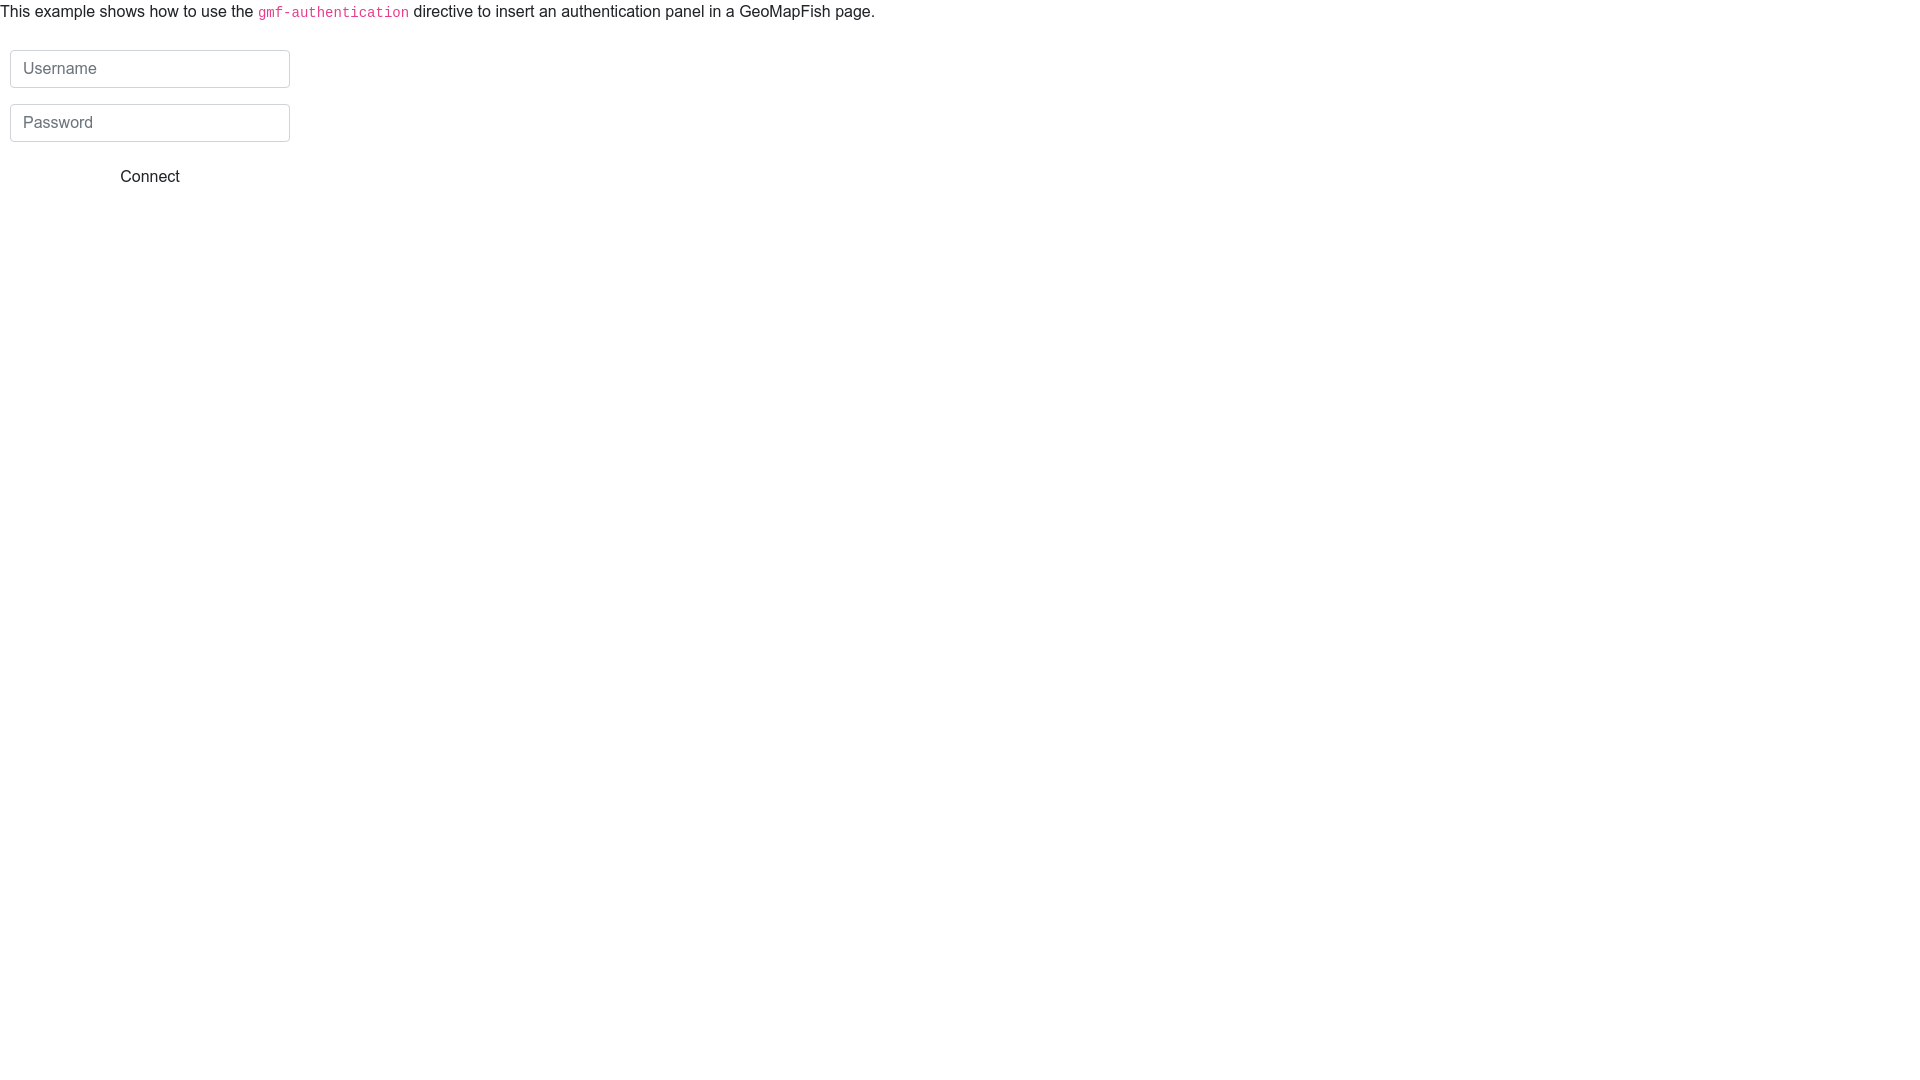 This example shows how to use the gmf-authentication directive to insert an authentication panel in a GeoMapFish page.
Username
Password
Connect